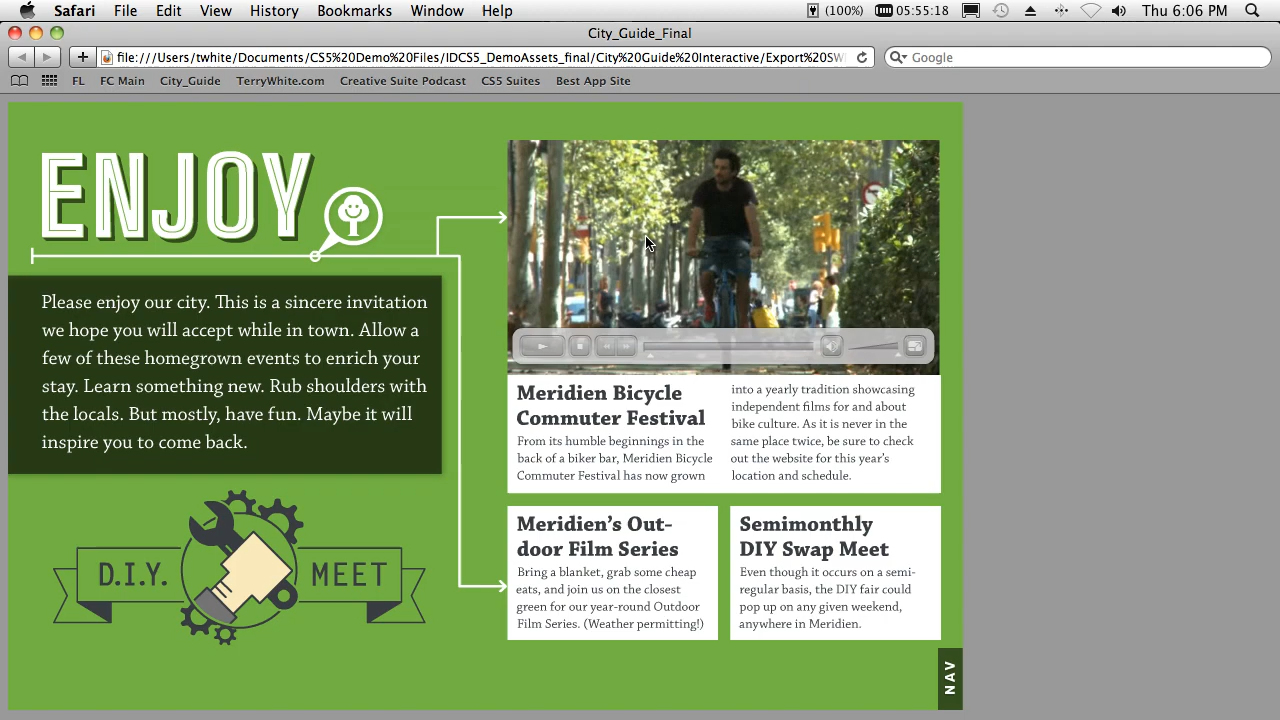 Safari File Edit View History Bookmarks Window Help (100%) 05:55:18 Thu 6:06 PM
City_Guide_Final
file:///Users/twhite/Documents/CS5%20Demo%20Files/IDCS5_DemoAssets_final/City%20Guide%20Interactive/Export%20SW Google
FL FC Main City_Guide TerryWhite.com Creative Suite Podcast CS5 Suites Best App Site
ENJOY
Please enjoy our city. This is a sincere invitation
we hope you will accept while in town. Allow a
few of these homegrown events to enrich your
stay. Learn something new. Rub shoulders with
the locals. But mostly, have fun. Maybe it will
inspire you to come back.
D.I.Y. MEET
Meridien Bicycle
Commuter Festival
From its humble beginnings in the
back of a biker bar, Meridien Bicycle
Commuter Festival has now grown
into a yearly tradition showcasing
independent films for and about
bike culture. As it is never in the
same place twice, be sure to check
out the website for this year's
location and schedule.
Meridien's Out-
door Film Series
Bring a blanket, grab some cheap
eats, and join us on the closest
green for our year-round Outdoor
Film Series. (Weather permitting!)
Semimonthly
DIY Swap Meet
Even though it occurs on a semi-
regular basis, the DIY fair could
pop up on any given weekend,
anywhere in Meridien.
NAV